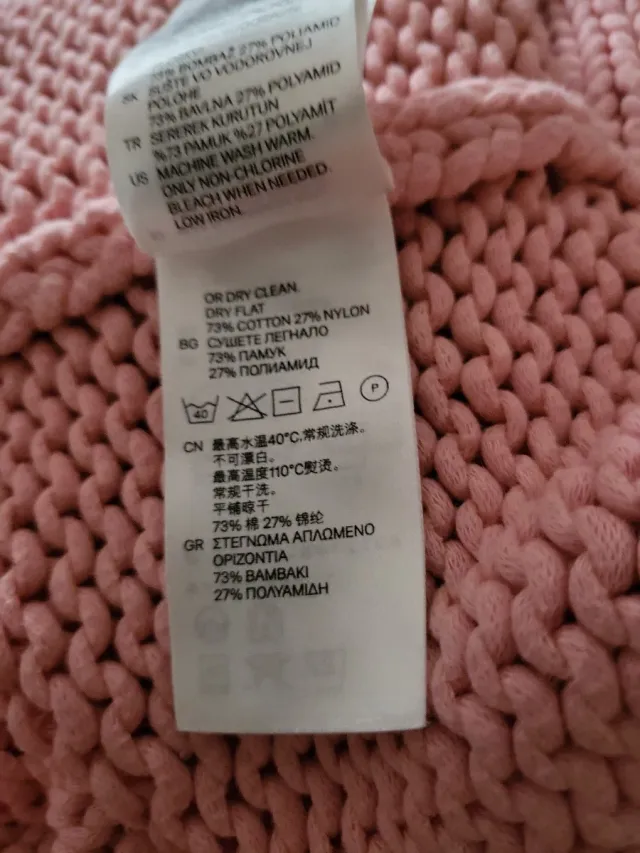 73% BOMBAŽ 27% POLIAMID
SK SUŠTE VO VODOROVNEJ
POLOHE
73% BAVLNA 27% POLYAMID
TR SEREREK KURUTUN
%73 PAMUK %27 POLYAMİT
US MACHINE WASH WARM.
ONLY NON-CHLORINE
BLEACH WHEN NEEDED.
LOW IRON.
OR DRY CLEAN.
DRY FLAT
73% COTTON 27% NYLON
BG СУШЕТЕ ЛЕГНАЛО
73% ПАМУК
27% ПОЛИАМИД
40 P
CN 最高水温40°C.常规洗涤。
不可漂白。
最高温度110°C熨烫。
常规干洗。
平铺晾干
73% 棉 27% 锦纶
GR ΣΤΕΓΝΩΜΑ ΑΠΛΩΜΕΝΟ
ΟΡΙΖΟΝΤΙΑ
73% ΒΑΜΒΑΚΙ
27% ΠΟΛΥΑΜΙΔΗ